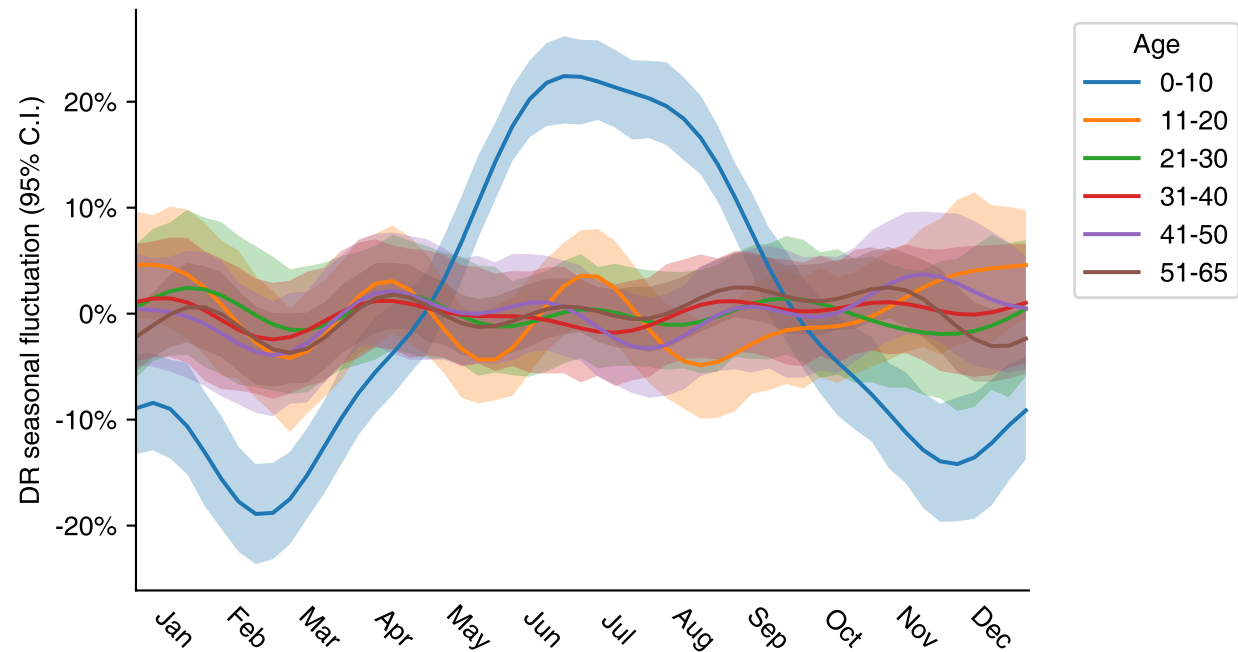 DR seasonal fluctuation (95% C.I.)
20%
10%
0%
-10%
-20%
Jan
Feb
Mar
Apr
May
Jun
Jul
Aug
Sep
Oct
Nov
Dec
Age
0-10
11-20
21-30
31-40
41-50
51-65